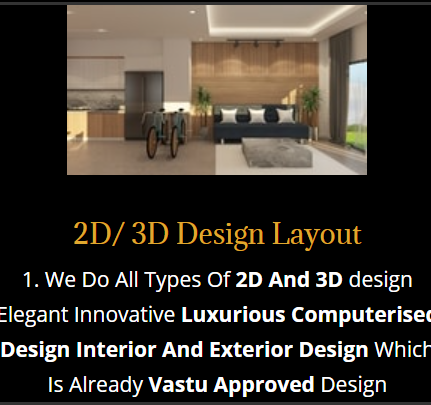 2D/ 3D Design Layout
1. We Do All Types Of 2D And 3D design
Elegant Innovative Luxurious Computerised
Design Interior And Exterior Design Which
Is Already Vastu Approved Design